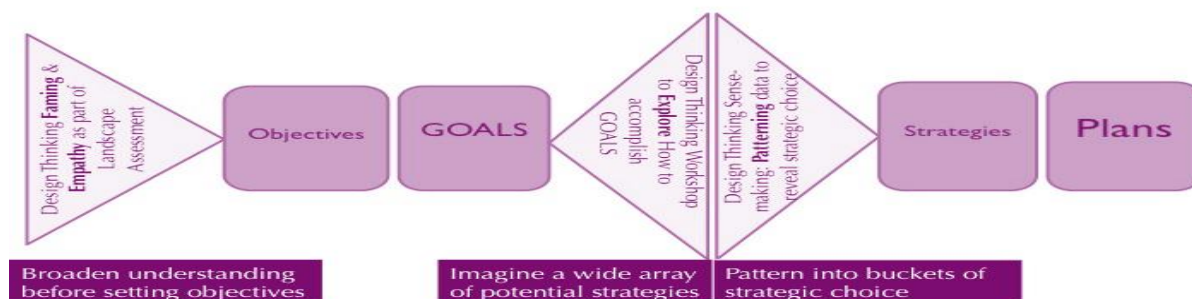 Design Thinking Faming &
Empathy as part of
Landscape
Assessment
Objectives
GOALS
Design Thinking Workshop
to Explore How to
accomplish
GOALS
Design Thinking Sense-
making: Patterning data to
reveal strategic choice
Strategies
Plans
Broaden understanding
before setting objectives
Imagine a wide array
of potential strategies
Pattern into buckets of
strategic choice